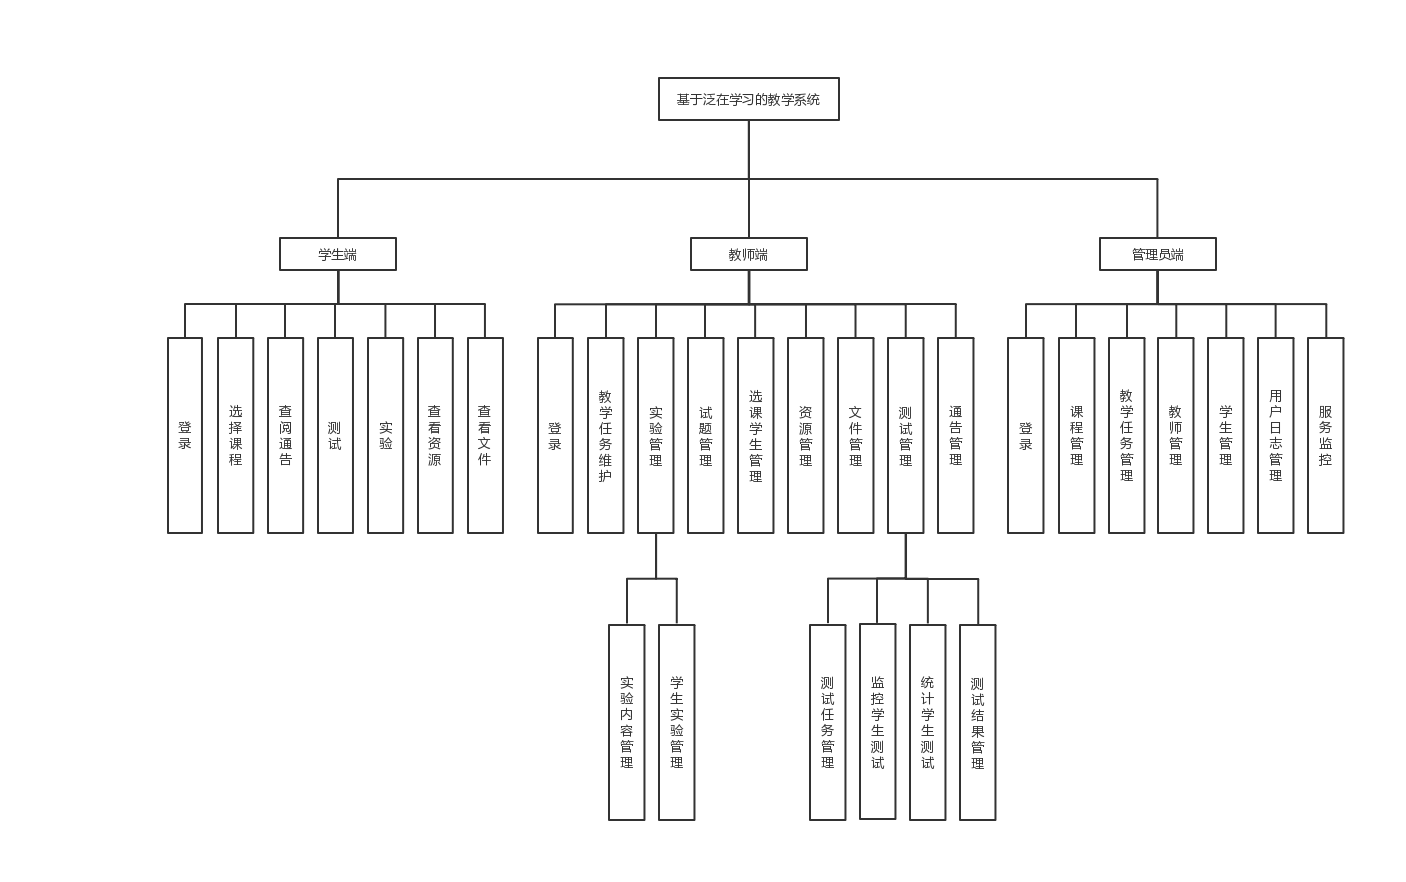 基于泛在学习的教学系统
学生端
教师端
管理员端
登录
选择课程
查阅通告
测试
实验
查看资源
查看文件
登录
教学任务维护
实验管理
试题管理
选课学生管理
资源管理
文件管理
测试管理
通告管理
登录
课程管理
教学任务管理
教师管理
学生管理
用户日志管理
服务监控
实验内容管理
学生实验管理
测试任务管理
监控学生测试
统计学生测试
测试结果管理